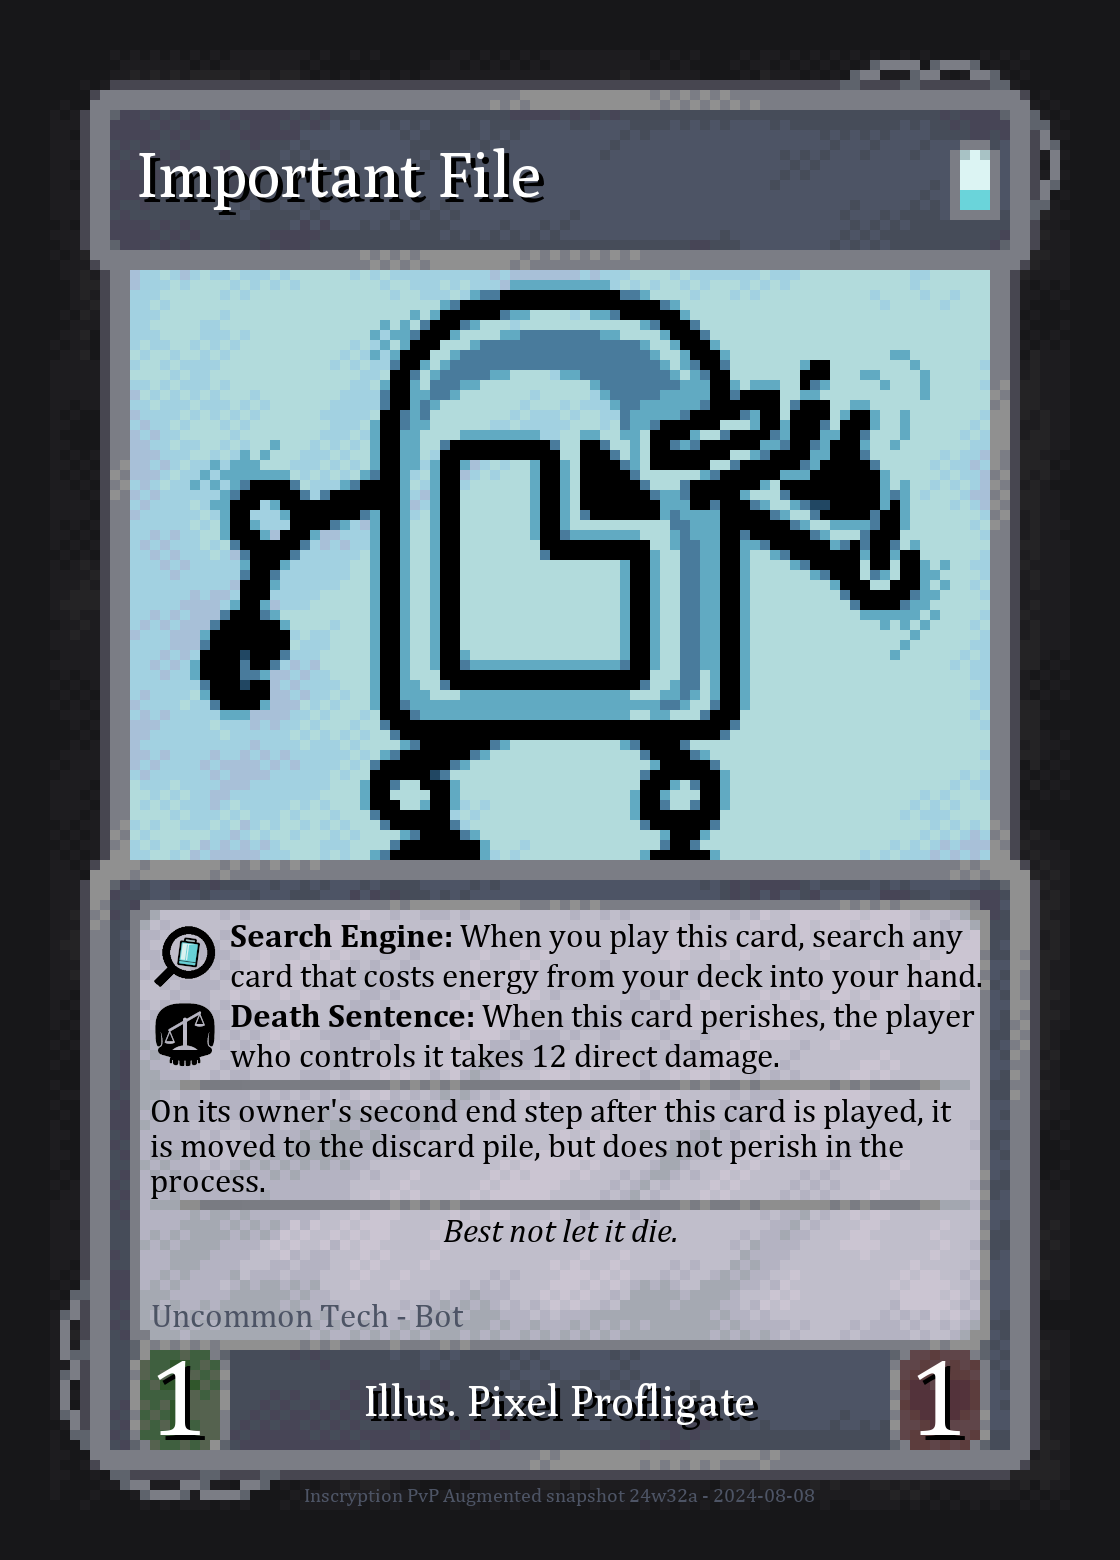 Important File
Search Engine: When you play this card, search any
card that costs energy from your deck into your hand.
Death Sentence: When this card perishes, the player
who controls it takes 12 direct damage.
On its owner's second end step after this card is played, it
is moved to the discard pile, but does not perish in the
process.
Best not let it die.
Uncommon Tech - Bot
1 Illus. Pixel Profligate 1
Inscryption PvP Augmented snapshot 24w32a - 2024-08-08